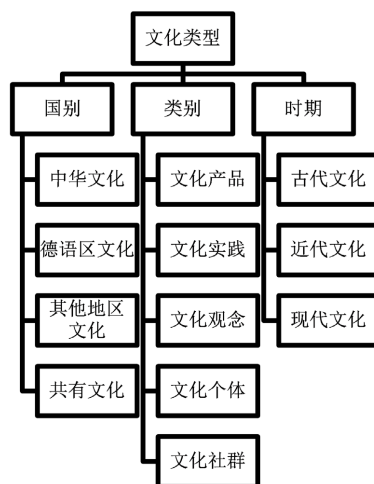 文化类型
国别
类别
时期
中华文化
文化产品
古代文化
德语区文化
文化实践
近代文化
其他地区
文化
文化观念
现代文化
共有文化
文化个体
文化社群